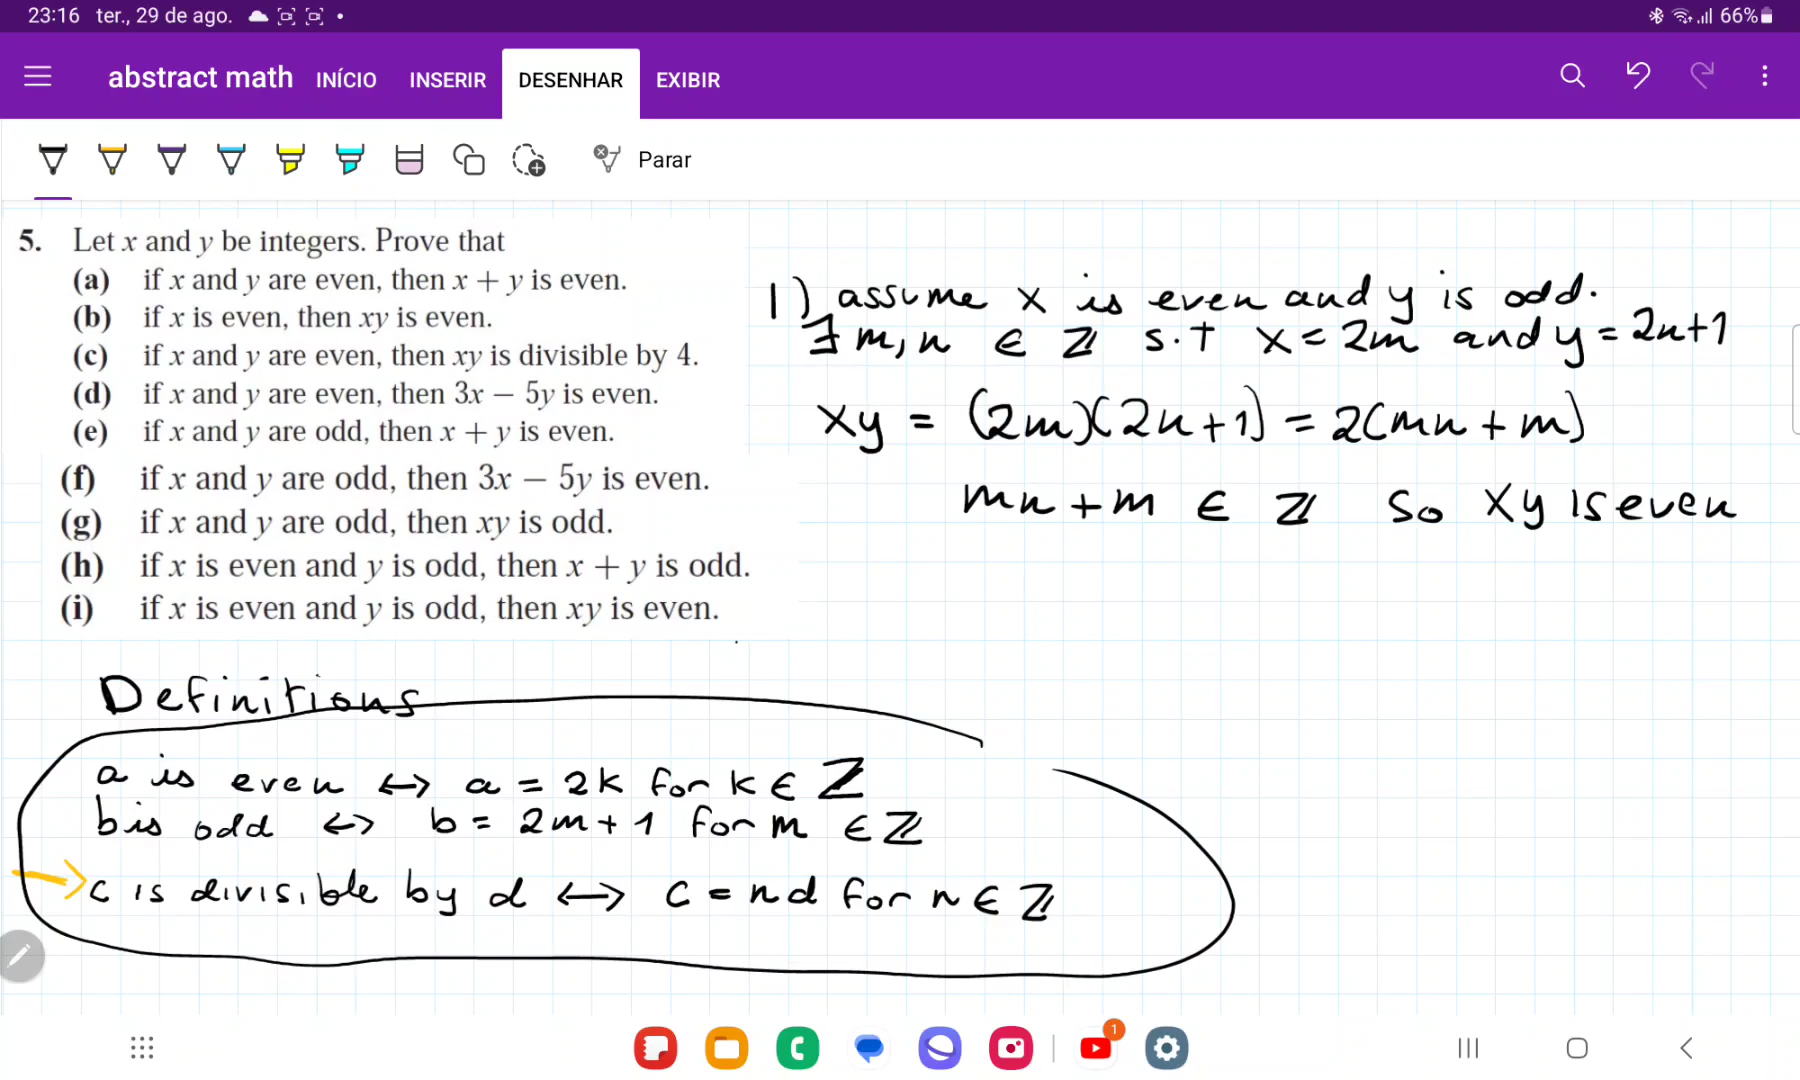 23:16 ter., 29 de ago. •
66%
abstract math INÍCIO INSERIR DESENHAR EXIBIR
Parar
5. Let x and y be integers. Prove that
(a) if x and y are even, then x + y is even.
(b) if x is even, then xy is even.
(c) if x and y are even, then xy is divisible by 4.
(d) if x and y are even, then 3x − 5y is even.
(e) if x and y are odd, then x + y is even.
(f) if x and y are odd, then 3x − 5y is even.
(g) if x and y are odd, then xy is odd.
(h) if x is even and y is odd, then x + y is odd.
(i) if x is even and y is odd, then xy is even.
1) assume x is even and y is odd.
∃ m, n ∈ ℤ s.t x = 2m and y = 2n+1
xy = (2m)(2n+1) = 2(mn + m)
mn + m ∈ ℤ so xy is even
Definitions
a is even ↔ a = 2k for k ∈ ℤ
b is odd ↔ b = 2m + 1 for m ∈ ℤ
→ c is divisible by d ↔ c = nd for n ∈ ℤ
1